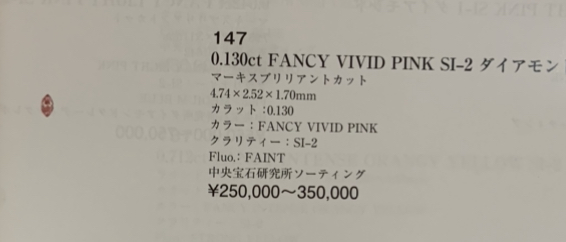 147
0.130ct FANCY VIVID PINK SI-2 ダイアモン
マーキスブリリアントカット
4.74×2.52×1.70mm
カラット:0.130
カラー:FANCY VIVID PINK
クラリティー:SI-2
Fluo.: FAINT
中央宝石研究所ソーティング
¥250,000～350,000